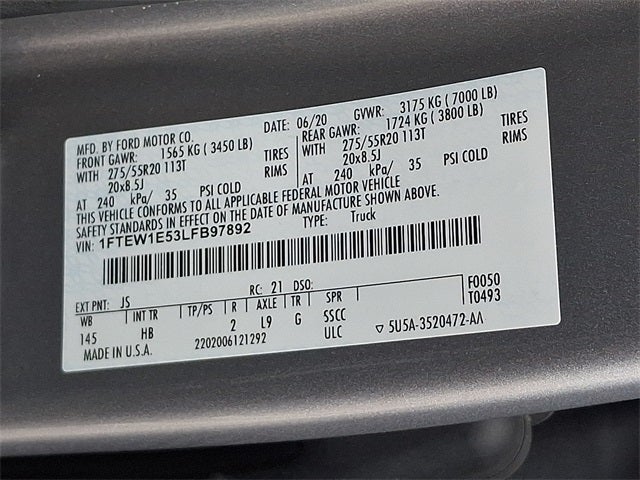 MFD. BY FORD MOTOR CO. DATE: 06/20 GVWR: 3175 KG ( 7000 LB)
FRONT GAWR: 1565 KG ( 3450 LB) REAR GAWR: 1724 KG ( 3800 LB)
WITH 275/55R20 113T TIRES WITH 275/55R20 113T TIRES
20x8.5J RIMS 20x8.5J RIMS
AT 240 kPa/ 35 PSI COLD AT 240 kPa/ 35 PSI COLD
THIS VEHICLE CONFORMS TO ALL APPLICABLE FEDERAL MOTOR VEHICLE
SAFETY STANDARDS IN EFFECT ON THE DATE OF MANUFACTURE SHOWN ABOVE.
VIN: 1FTEW1E53LFB97892 TYPE: Truck
EXT PNT: JS RC: 21 DSO: F0050
WB INT TR TP/PS R AXLE TR SPR T0493
145 HB 2 L9 G SSCC
MADE IN U.S.A. 2202006121292 ULC ▽ 5U5A-3520472-AA